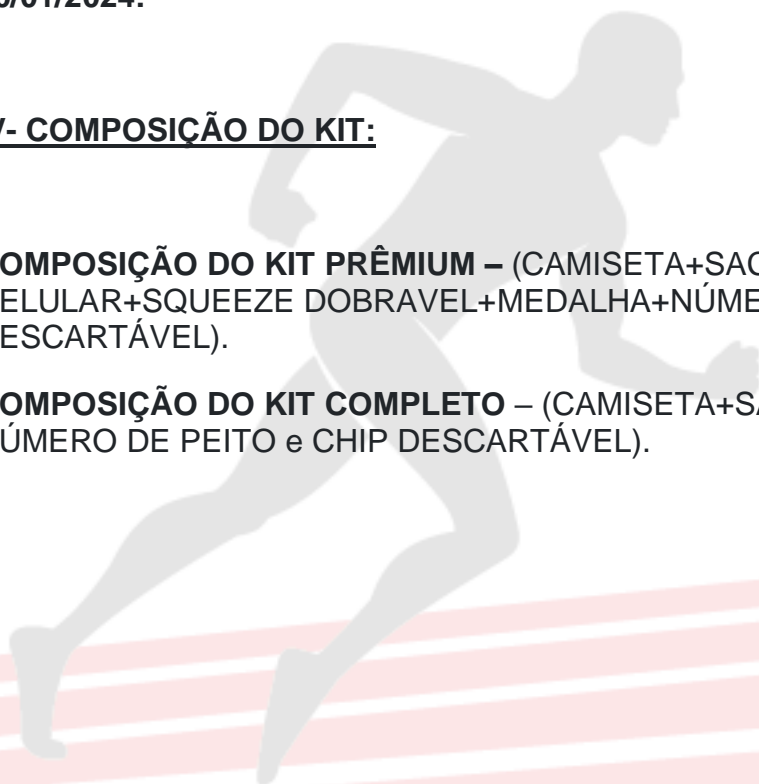 /01/2024.
- COMPOSIÇÃO DO KIT:
OMPOSIÇÃO DO KIT PRÊMIUM – (CAMISETA+SAC
ELULAR+SQUEEZE DOBRAVEL+MEDALHA+NÚME
ESCARTÁVEL).
OMPOSIÇÃO DO KIT COMPLETO – (CAMISETA+SA
ÚMERO DE PEITO e CHIP DESCARTÁVEL).